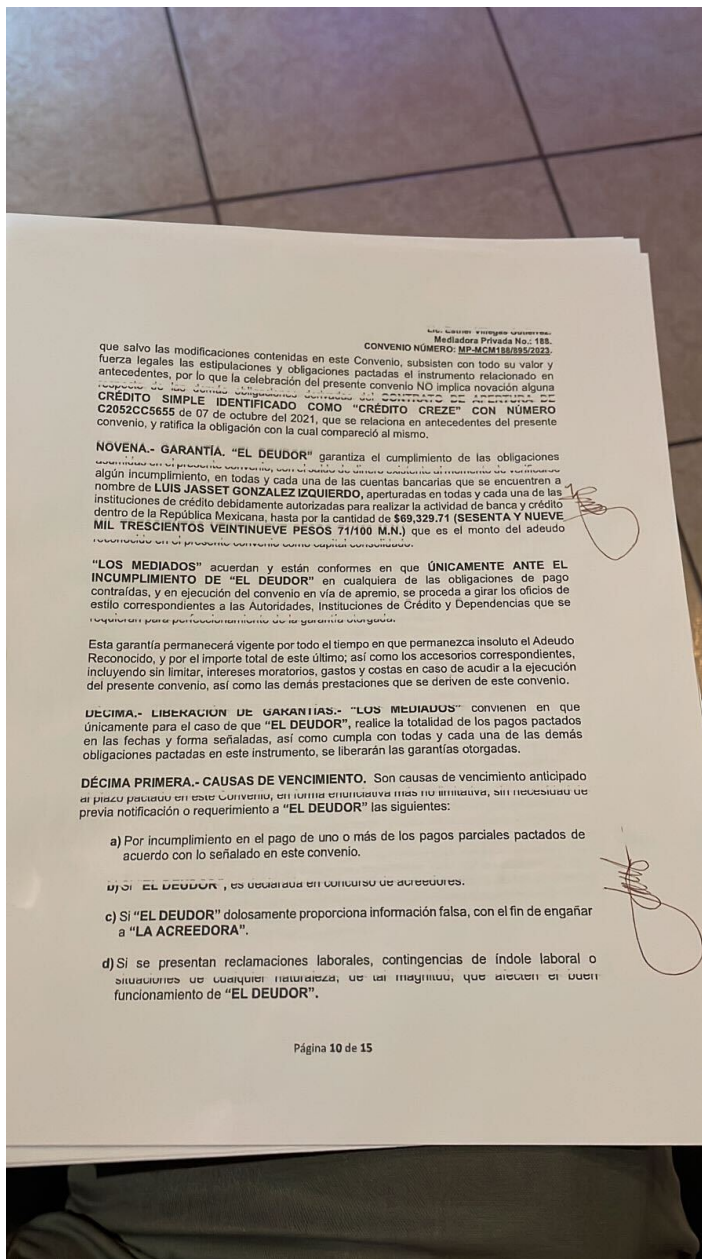 Mediadora Privada No.: 188.
CONVENIO NÚMERO: MP-MCM188/895/2023.
que salvo las modificaciones contenidas en este Convenio, subsisten con todo su valor y
fuerza legales las estipulaciones y obligaciones pactadas el instrumento relacionado en
antecedentes, por lo que la celebración del presente convenio NO implica novación alguna
CONTRATO DE APERTURA DE
CRÉDITO SIMPLE IDENTIFICADO COMO “CRÉDITO CREZE” CON NÚMERO
C2052CC5655 de 07 de octubre del 2021, que se relaciona en antecedentes del presente
convenio, y ratifica la obligación con la cual compareció al mismo.
NOVENA.- GARANTÍA. “EL DEUDOR” garantiza el cumplimiento de las obligaciones
algún incumplimiento, en todas y cada una de las cuentas bancarias que se encuentren a
nombre de LUIS JASSET GONZALEZ IZQUIERDO, aperturadas en todas y cada una de las
instituciones de crédito debidamente autorizadas para realizar la actividad de banca y crédito
dentro de la República Mexicana, hasta por la cantidad de $69,329.71 (SESENTA Y NUEVE
MIL TRESCIENTOS VEINTINUEVE PESOS 71/100 M.N.) que es el monto del adeudo
reconocido en el presente convenio como capital consolidado.
“LOS MEDIADOS” acuerdan y están conformes en que ÚNICAMENTE ANTE EL
INCUMPLIMIENTO DE “EL DEUDOR” en cualquiera de las obligaciones de pago
contraídas, y en ejecución del convenio en vía de apremio, se proceda a girar los oficios de
estilo correspondientes a las Autoridades, Instituciones de Crédito y Dependencias que se
requieran para perfeccionamiento de la garantía otorgada.
Esta garantía permanecerá vigente por todo el tiempo en que permanezca insoluto el Adeudo
Reconocido, y por el importe total de este último; así como los accesorios correspondientes,
incluyendo sin limitar, intereses moratorios, gastos y costas en caso de acudir a la ejecución
del presente convenio, así como las demás prestaciones que se deriven de este convenio.
DÉCIMA.- LIBERACIÓN DE GARANTÍAS.- “LOS MEDIADOS” convienen en que
únicamente para el caso de que “EL DEUDOR”, realice la totalidad de los pagos pactados
en las fechas y forma señaladas, así como cumpla con todas y cada una de las demás
obligaciones pactadas en este instrumento, se liberarán las garantías otorgadas.
DÉCIMA PRIMERA.- CAUSAS DE VENCIMIENTO. Son causas de vencimiento anticipado
al plazo pactado en este Convenio, en forma enunciativa más no limitativa, sin necesidad de
previa notificación o requerimiento a “EL DEUDOR” las siguientes:
a) Por incumplimiento en el pago de uno o más de los pagos parciales pactados de
acuerdo con lo señalado en este convenio.
b) Si “EL DEUDOR”, es declarada en concurso de acreedores.
c) Si “EL DEUDOR” dolosamente proporciona información falsa, con el fin de engañar
a “LA ACREEDORA”.
d) Si se presentan reclamaciones laborales, contingencias de índole laboral o
situaciones de cualquier naturaleza, de tal magnitud, que afecten el buen
funcionamiento de “EL DEUDOR”.
Página 10 de 15